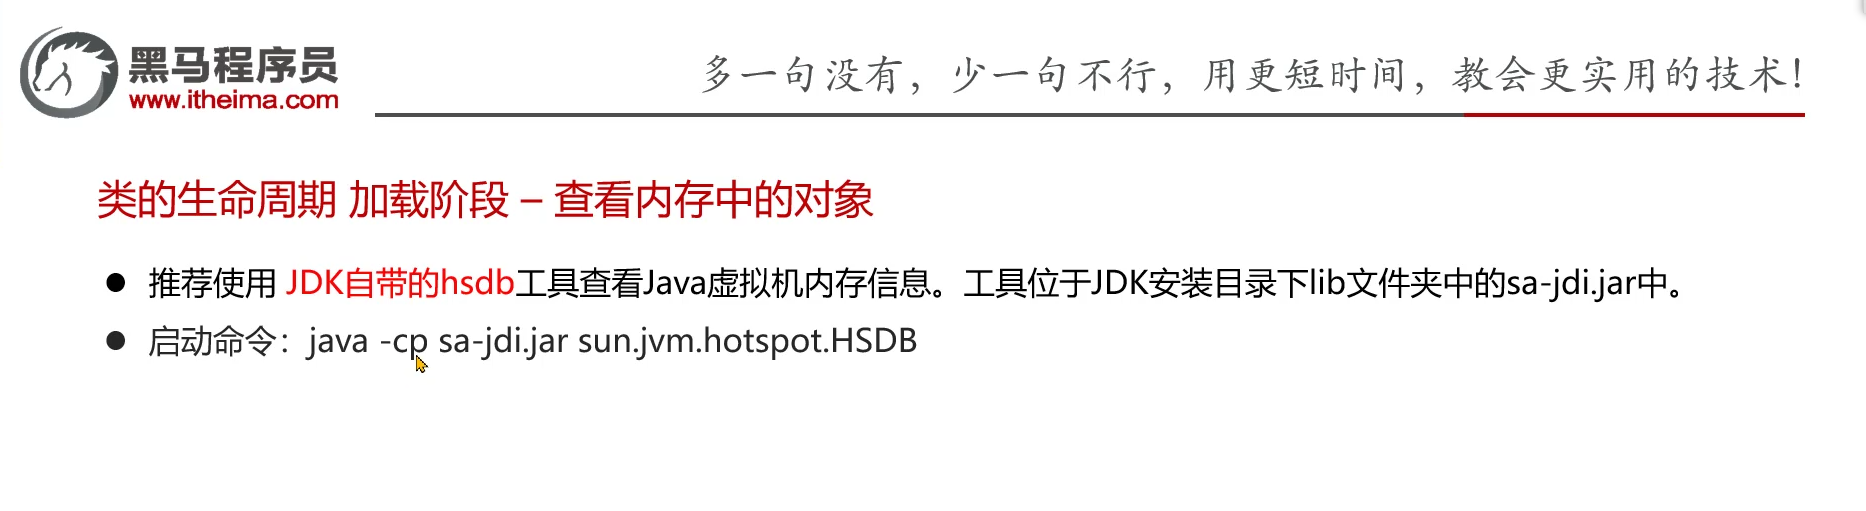 黑马程序员
www.itheima.com
多一句没有，少一句不行，用更短时间，教会更实用的技术！
类的生命周期 加载阶段 – 查看内存中的对象
● 推荐使用 JDK自带的hsdb工具查看Java虚拟机内存信息。工具位于JDK安装目录下lib文件夹中的sa-jdi.jar中。
● 启动命令：java -cp sa-jdi.jar sun.jvm.hotspot.HSDB